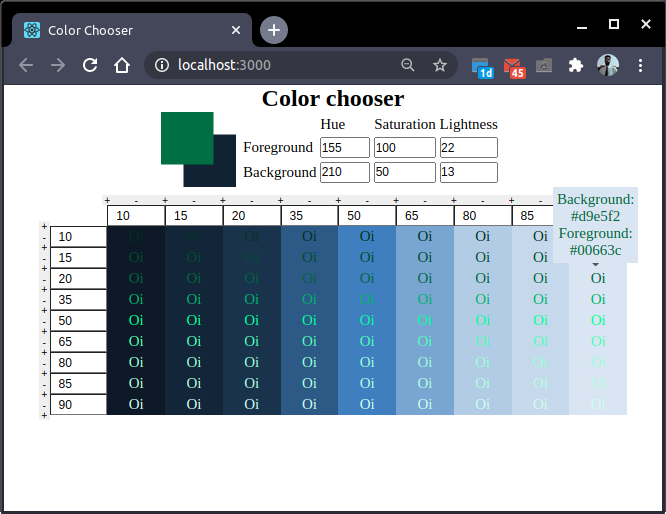 Color Chooser
localhost:3000
1d
45
Color chooser
Hue Saturation Lightness
Foreground 155 100 22
Background 210 50 13
+ - + - + - + - + - + - + - + -
Background:
#d9e5f2
Foreground:
#00663c
10 15 20 35 50 65 80 85
+
10 Oi Oi Oi Oi Oi Oi Oi Oi
-
+
15 Oi Oi Oi Oi Oi Oi Oi Oi
-
+
20 Oi Oi Oi Oi Oi Oi Oi Oi Oi
-
+
35 Oi Oi Oi Oi Oi Oi Oi Oi Oi
-
+
50 Oi Oi Oi Oi Oi Oi Oi Oi Oi
-
+
65 Oi Oi Oi Oi Oi Oi Oi Oi Oi
-
+
80 Oi Oi Oi Oi Oi Oi Oi Oi Oi
-
+
85 Oi Oi Oi Oi Oi Oi Oi Oi Oi
-
+
90 Oi Oi Oi Oi Oi Oi Oi Oi Oi
-
+